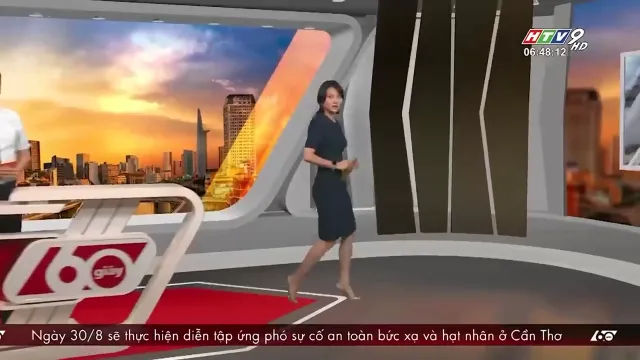 HTV9 HD
06:48:12
60 giây
Ngày 30/8 sẽ thực hiện diễn tập ứng phó sự cố an toàn bức xạ và hạt nhân ở Cần Thơ
60